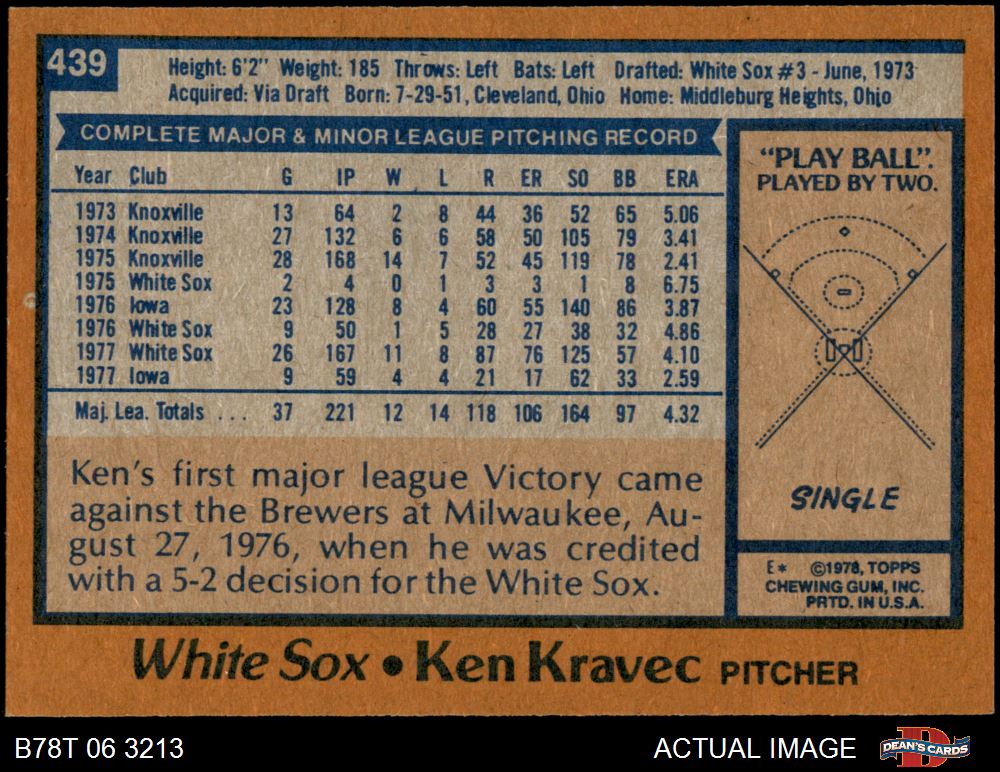 439
Height: 6'2" Weight: 185 Throws: Left Bats: Left Drafted: White Sox #3 - June, 1973
Acquired: Via Draft Born: 7-29-51, Cleveland, Ohio Home: Middleburg Heights, Ohio
COMPLETE MAJOR & MINOR LEAGUE PITCHING RECORD
Year Club G IP W L R ER SO BB ERA
1973 Knoxville 13 64 2 8 44 36 52 65 5.06
1974 Knoxville 27 132 6 6 58 50 105 79 3.41
1975 Knoxville 28 168 14 7 52 45 119 78 2.41
1975 White Sox 2 4 0 1 3 3 1 8 6.75
1976 Iowa 23 128 8 4 60 55 140 86 3.87
1976 White Sox 9 50 1 5 28 27 38 32 4.86
1977 White Sox 26 167 11 8 87 76 125 57 4.10
1977 Iowa 9 59 4 4 21 17 62 33 2.59
Maj. Lea. Totals ... 37 221 12 14 118 106 164 97 4.32
Ken's first major league Victory came
against the Brewers at Milwaukee, Au-
gust 27, 1976, when he was credited
with a 5-2 decision for the White Sox.
"PLAY BALL".
PLAYED BY TWO.
SINGLE
E* ©1978, TOPPS
CHEWING GUM, INC.
PRTD. IN U.S.A.
White Sox • Ken Kravec PITCHER
B78T 06 3213
ACTUAL IMAGE
DEAN'S CARDS